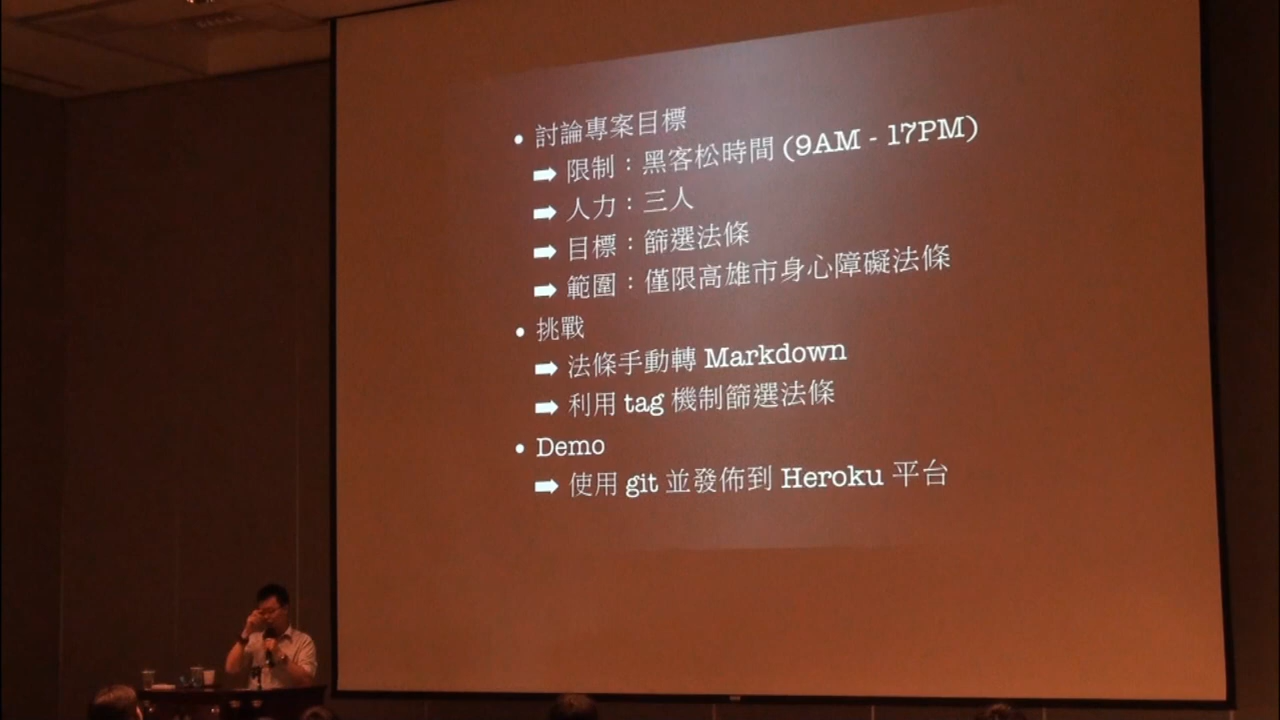 • 討論專案目標
➡ 限制：黑客松時間 (9AM - 17PM)
➡ 人力：三人
➡ 目標：篩選法條
➡ 範圍：僅限高雄市身心障礙法條
• 挑戰
➡ 法條手動轉 Markdown
➡ 利用 tag 機制篩選法條
• Demo
➡ 使用 git 並發佈到 Heroku 平台